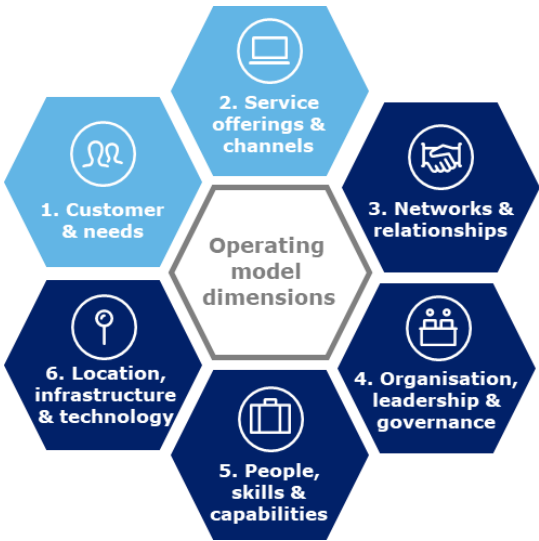 2. Service
offerings &
channels
1. Customer
& needs
3. Networks &
relationships
Operating
model
dimensions
6. Location,
infrastructure
& technology
4. Organisation,
leadership &
governance
5. People,
skills &
capabilities